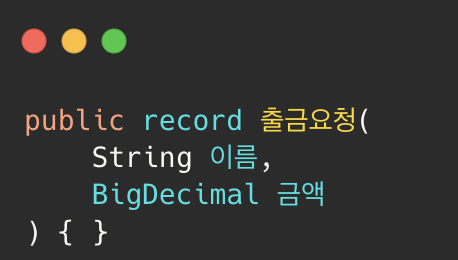 public record 출금요청(
    String 이름,
    BigDecimal 금액
) { }